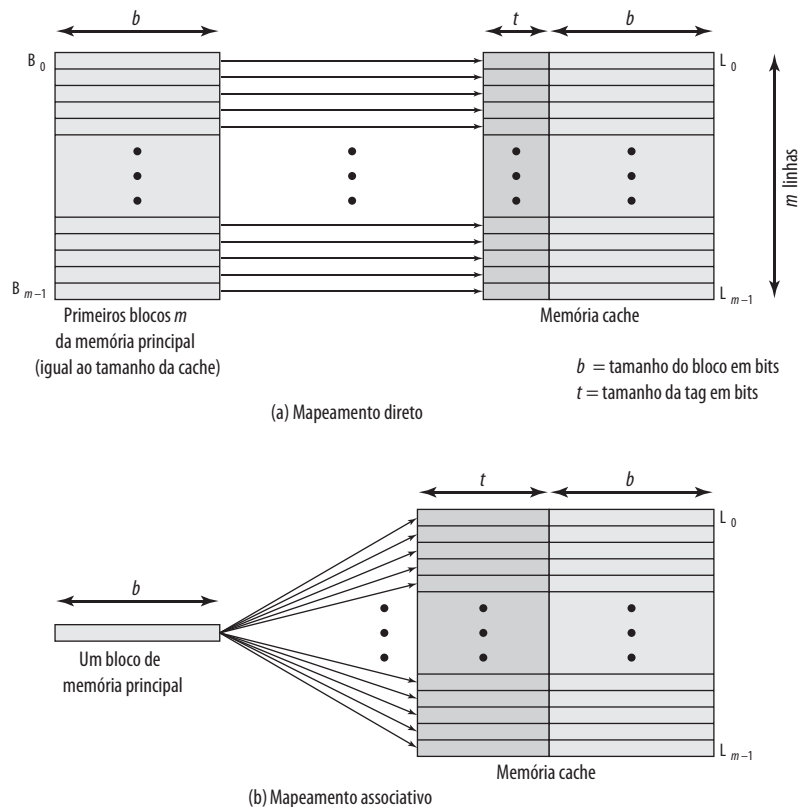 b
t
b
B 0
L 0
m linhas
B m–1
L m–1
Primeiros blocos m
da memória principal
(igual ao tamanho da cache)
Memória cache
b = tamanho do bloco em bits
t = tamanho da tag em bits
(a) Mapeamento direto
t
b
L 0
b
Um bloco de
memória principal
L m–1
Memória cache
(b) Mapeamento associativo